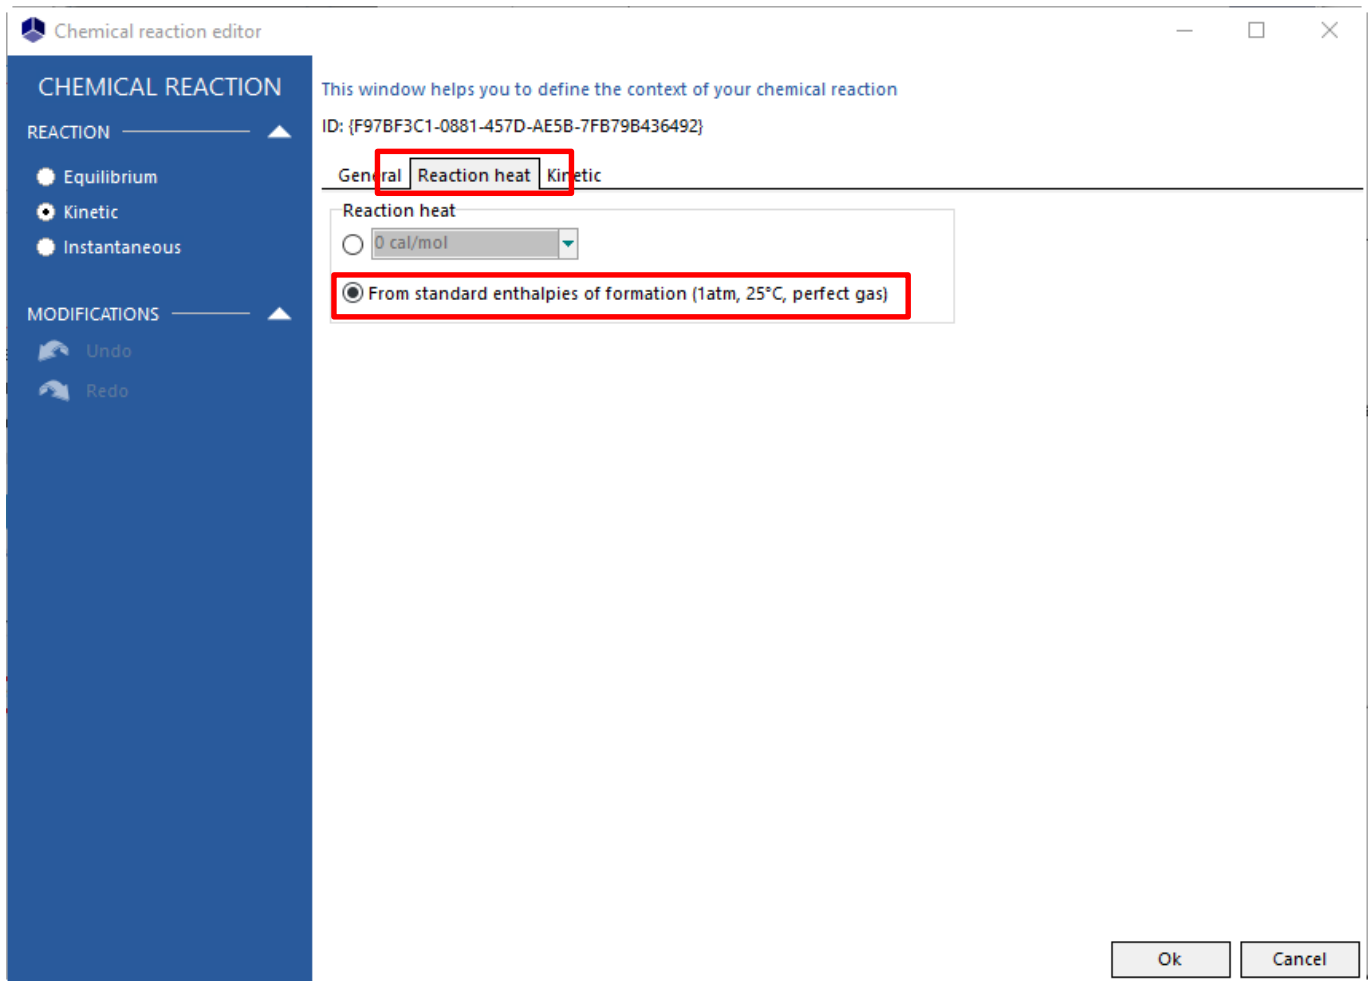 Chemical reaction editor
CHEMICAL REACTION
REACTION
Equilibrium
Kinetic
Instantaneous
MODIFICATIONS
Undo
Redo
This window helps you to define the context of your chemical reaction
ID: {F97BF3C1-0881-457D-AE5B-7FB79B436492}
General Reaction heat Kinetic
Reaction heat
0 cal/mol
From standard enthalpies of formation (1atm, 25°C, perfect gas)
Ok Cancel